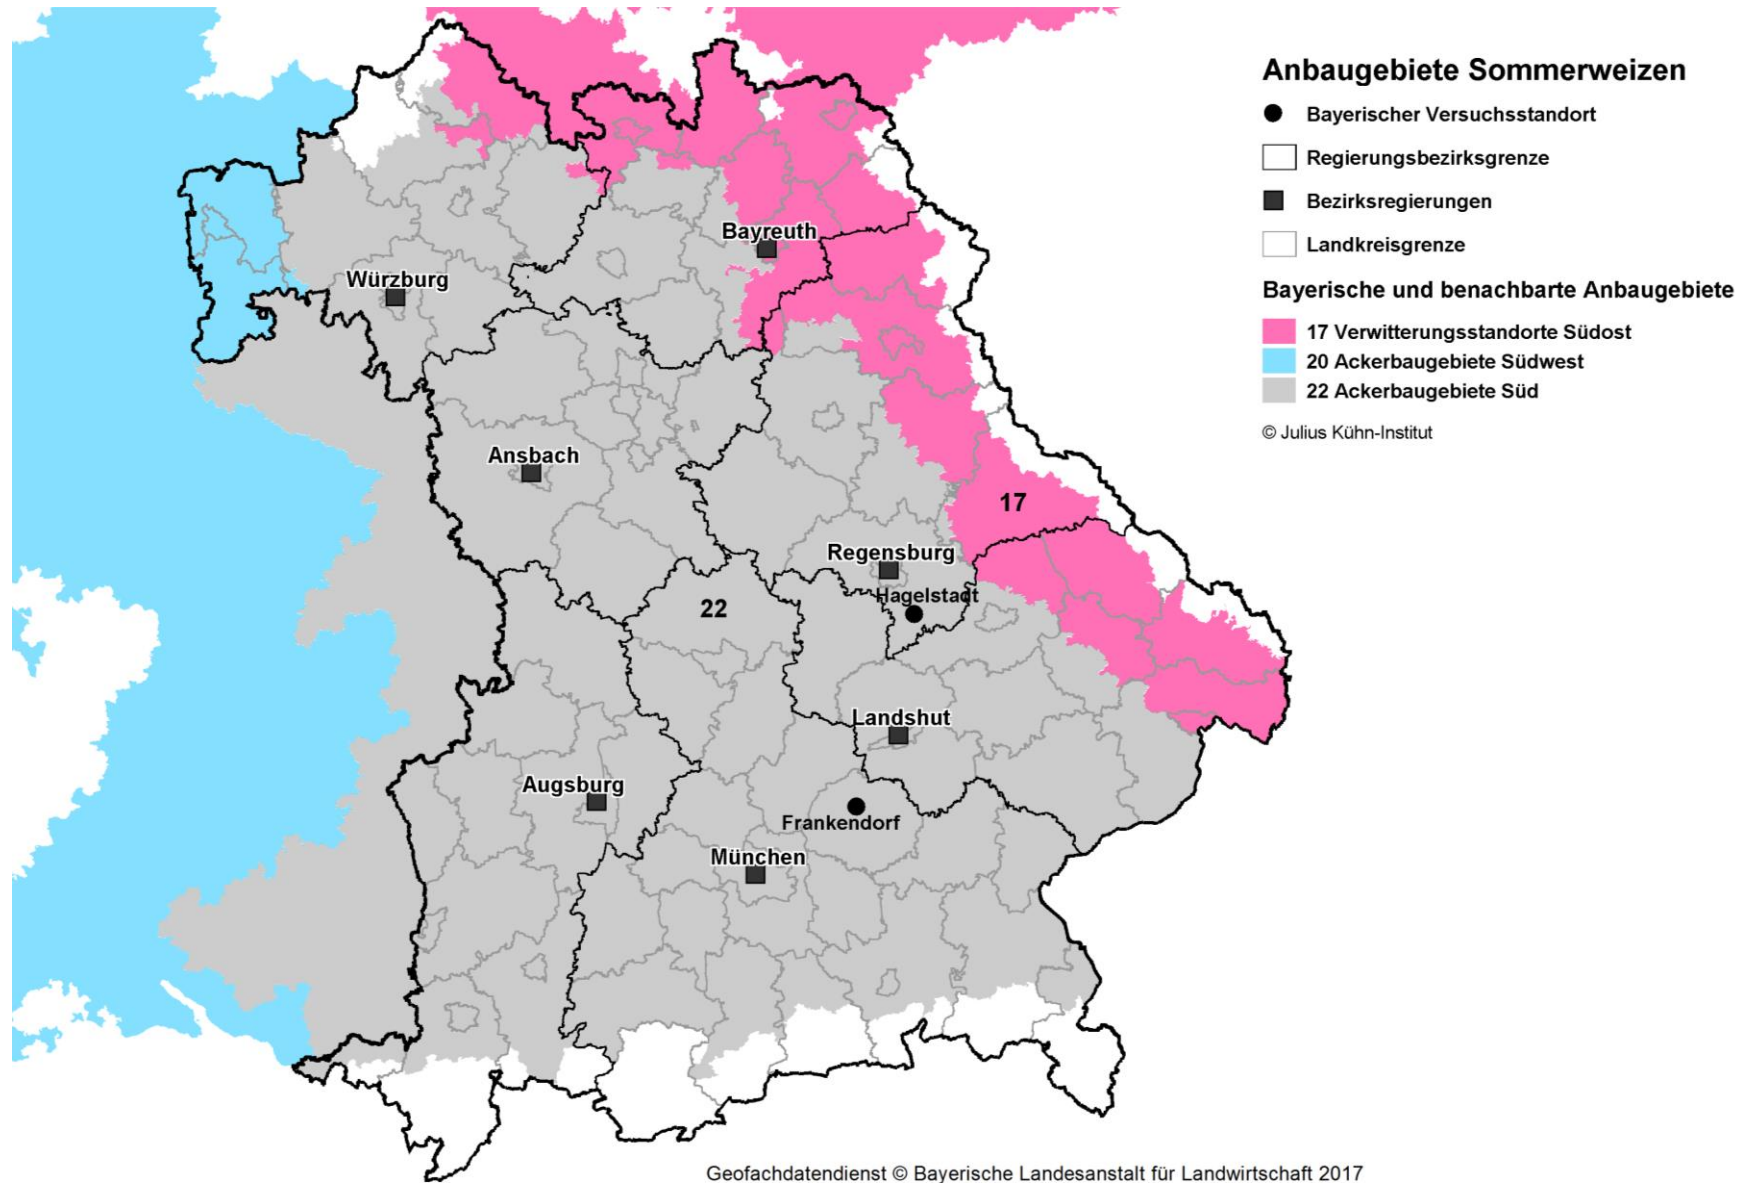 Anbaugebiete Sommerweizen
Bayerischer Versuchsstandort
Regierungsbezirksgrenze
Bezirksregierungen
Landkreisgrenze
Bayerische und benachbarte Anbaugebiete
17 Verwitterungsstandorte Südost
20 Ackerbaugebiete Südwest
22 Ackerbaugebiete Süd
© Julius Kühn-Institut
Bayreuth
Würzburg
Ansbach
17
Regensburg
Hagelstadt
22
Landshut
Augsburg
Frankendorf
München
Geofachdatendienst © Bayerische Landesanstalt für Landwirtschaft 2017